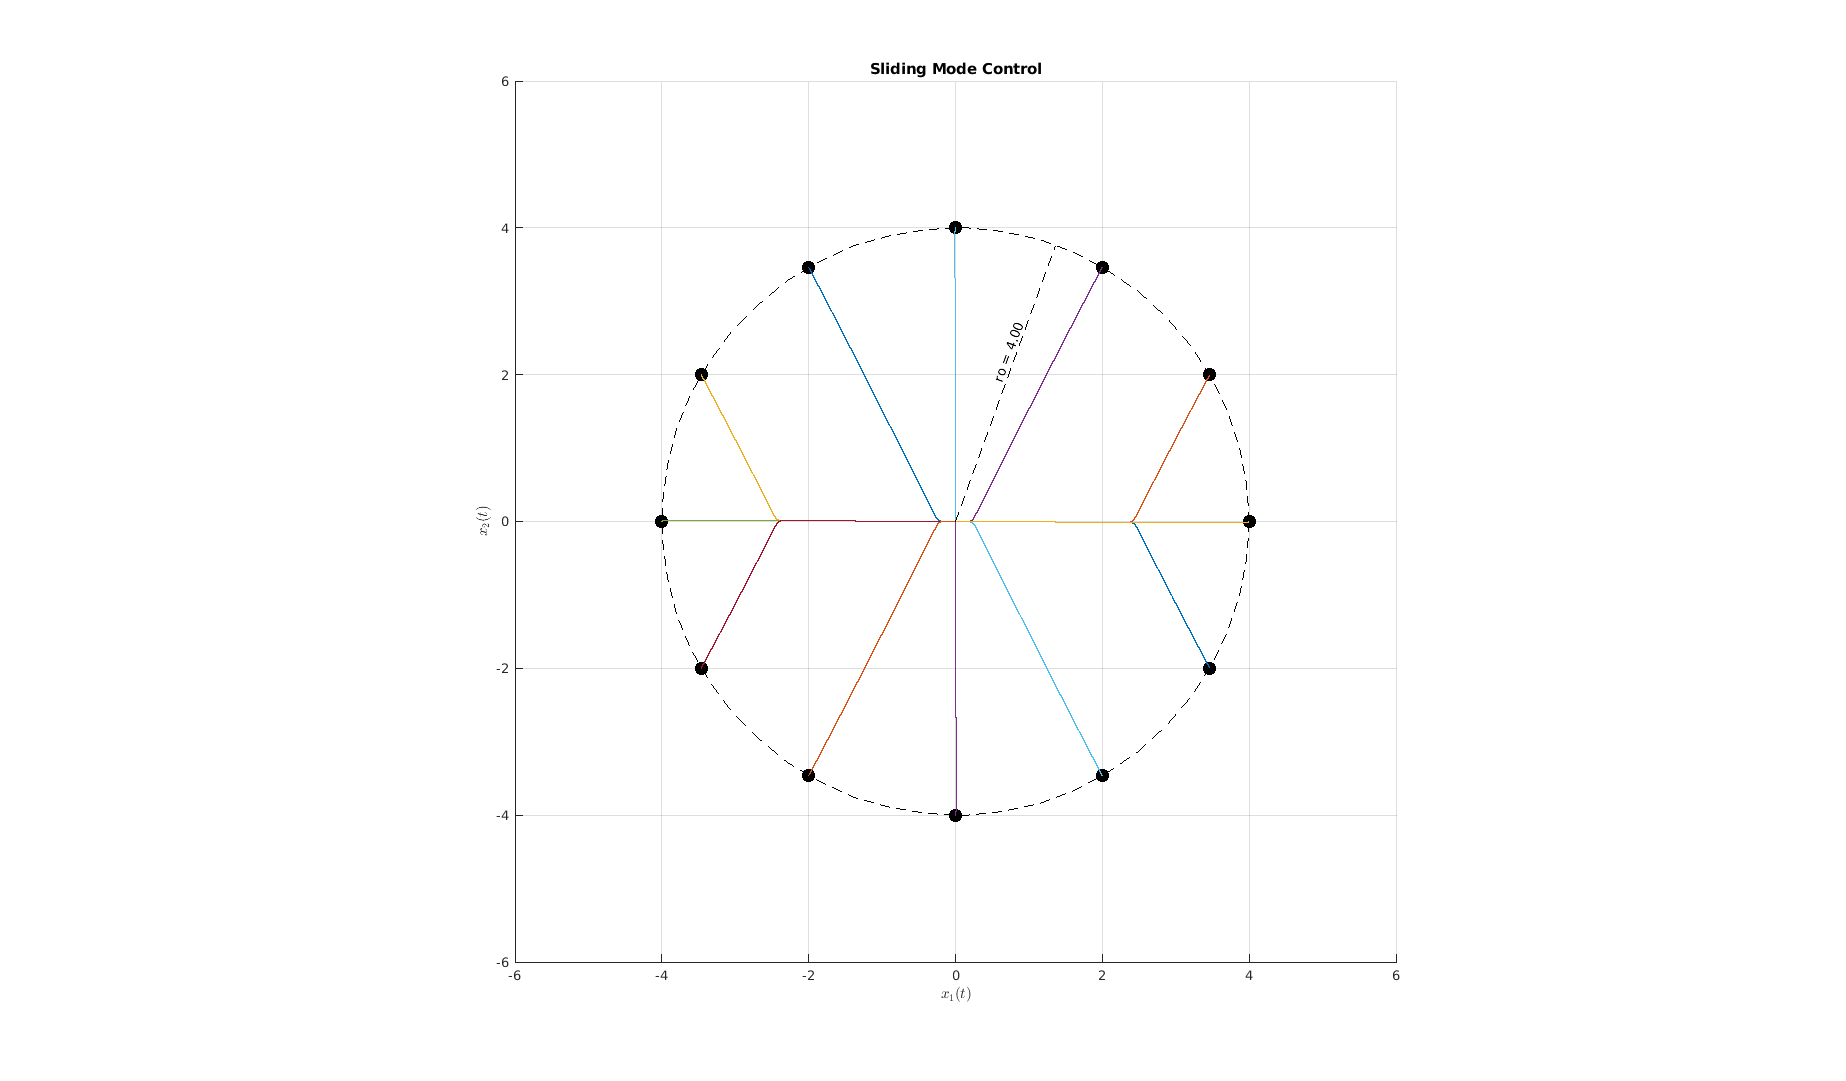 Sliding Mode Control
6
4
2
0
-2
-4
-6
x₂(t)
ro = 4.00
-6 -4 -2 0 2 4 6
x₁(t)